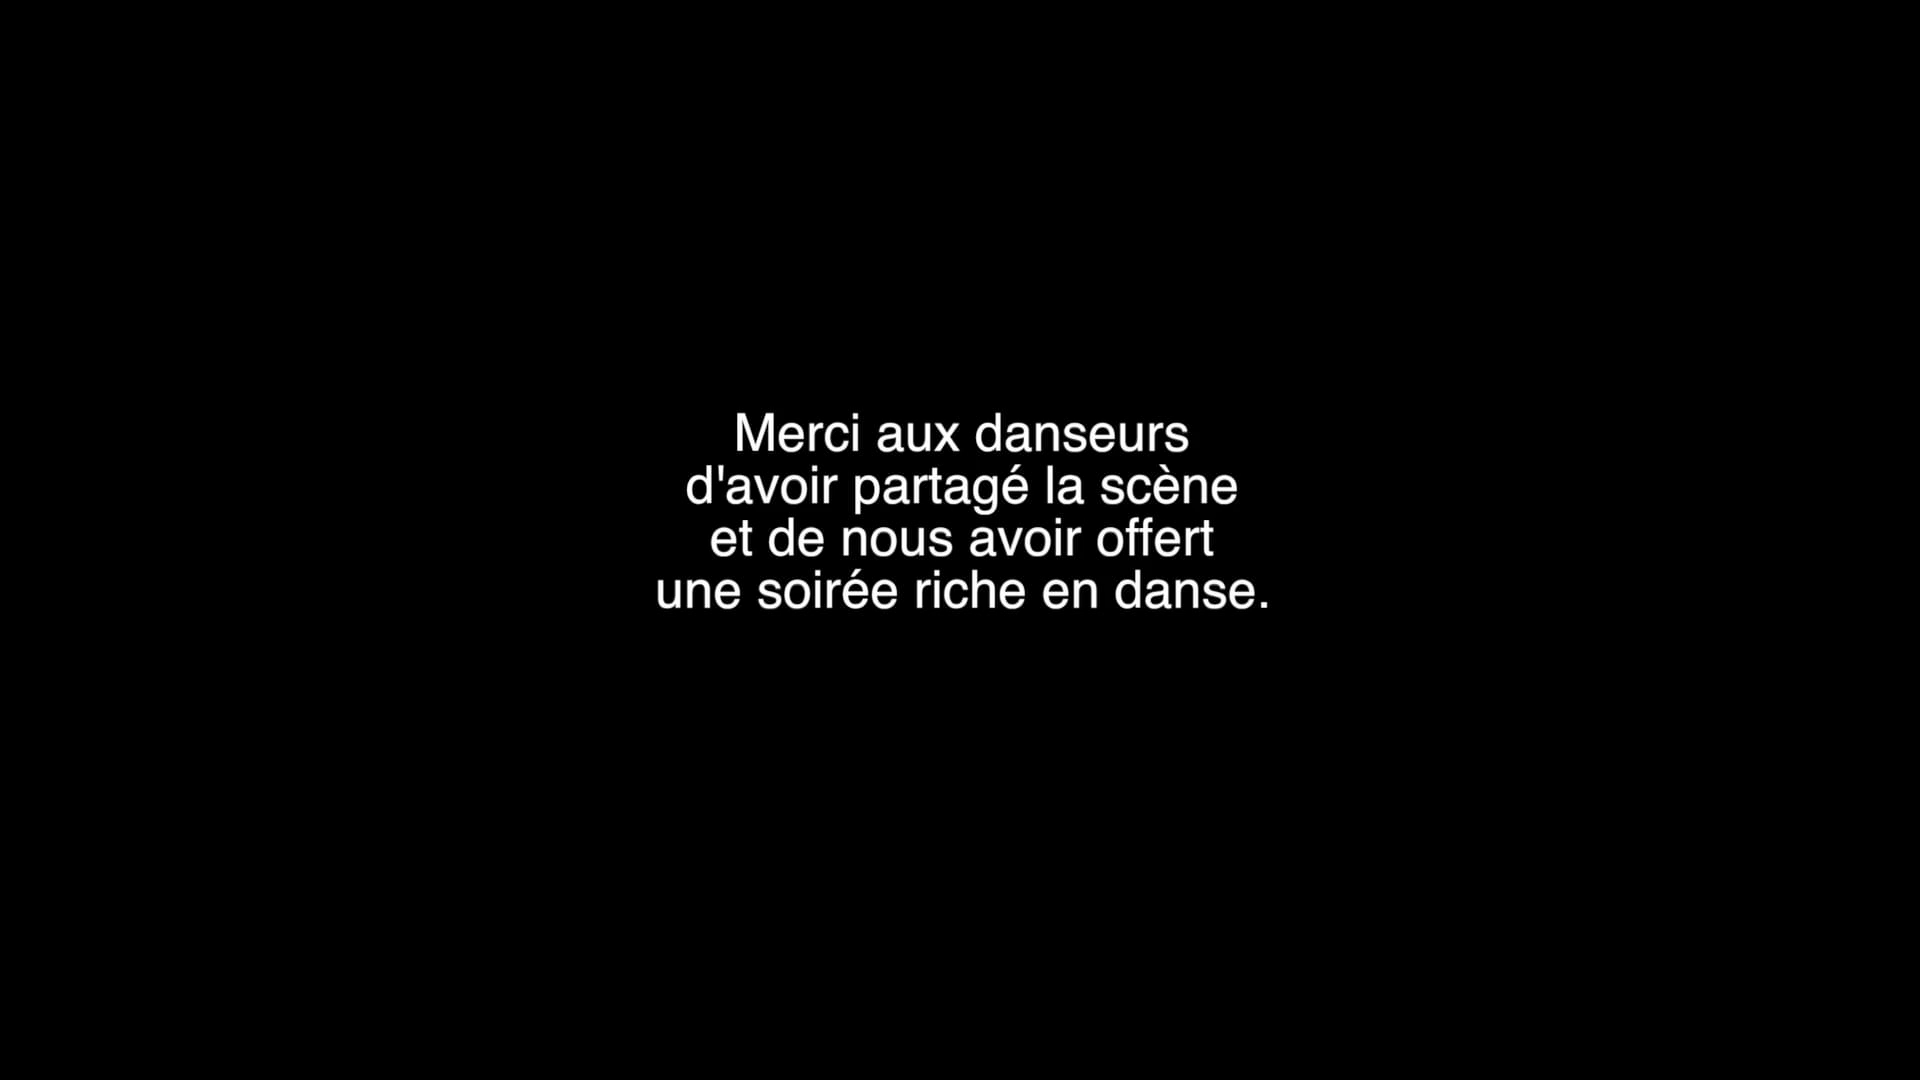 Merci aux danseurs
d'avoir partagé la scène
et de nous avoir offert
une soirée riche en danse.